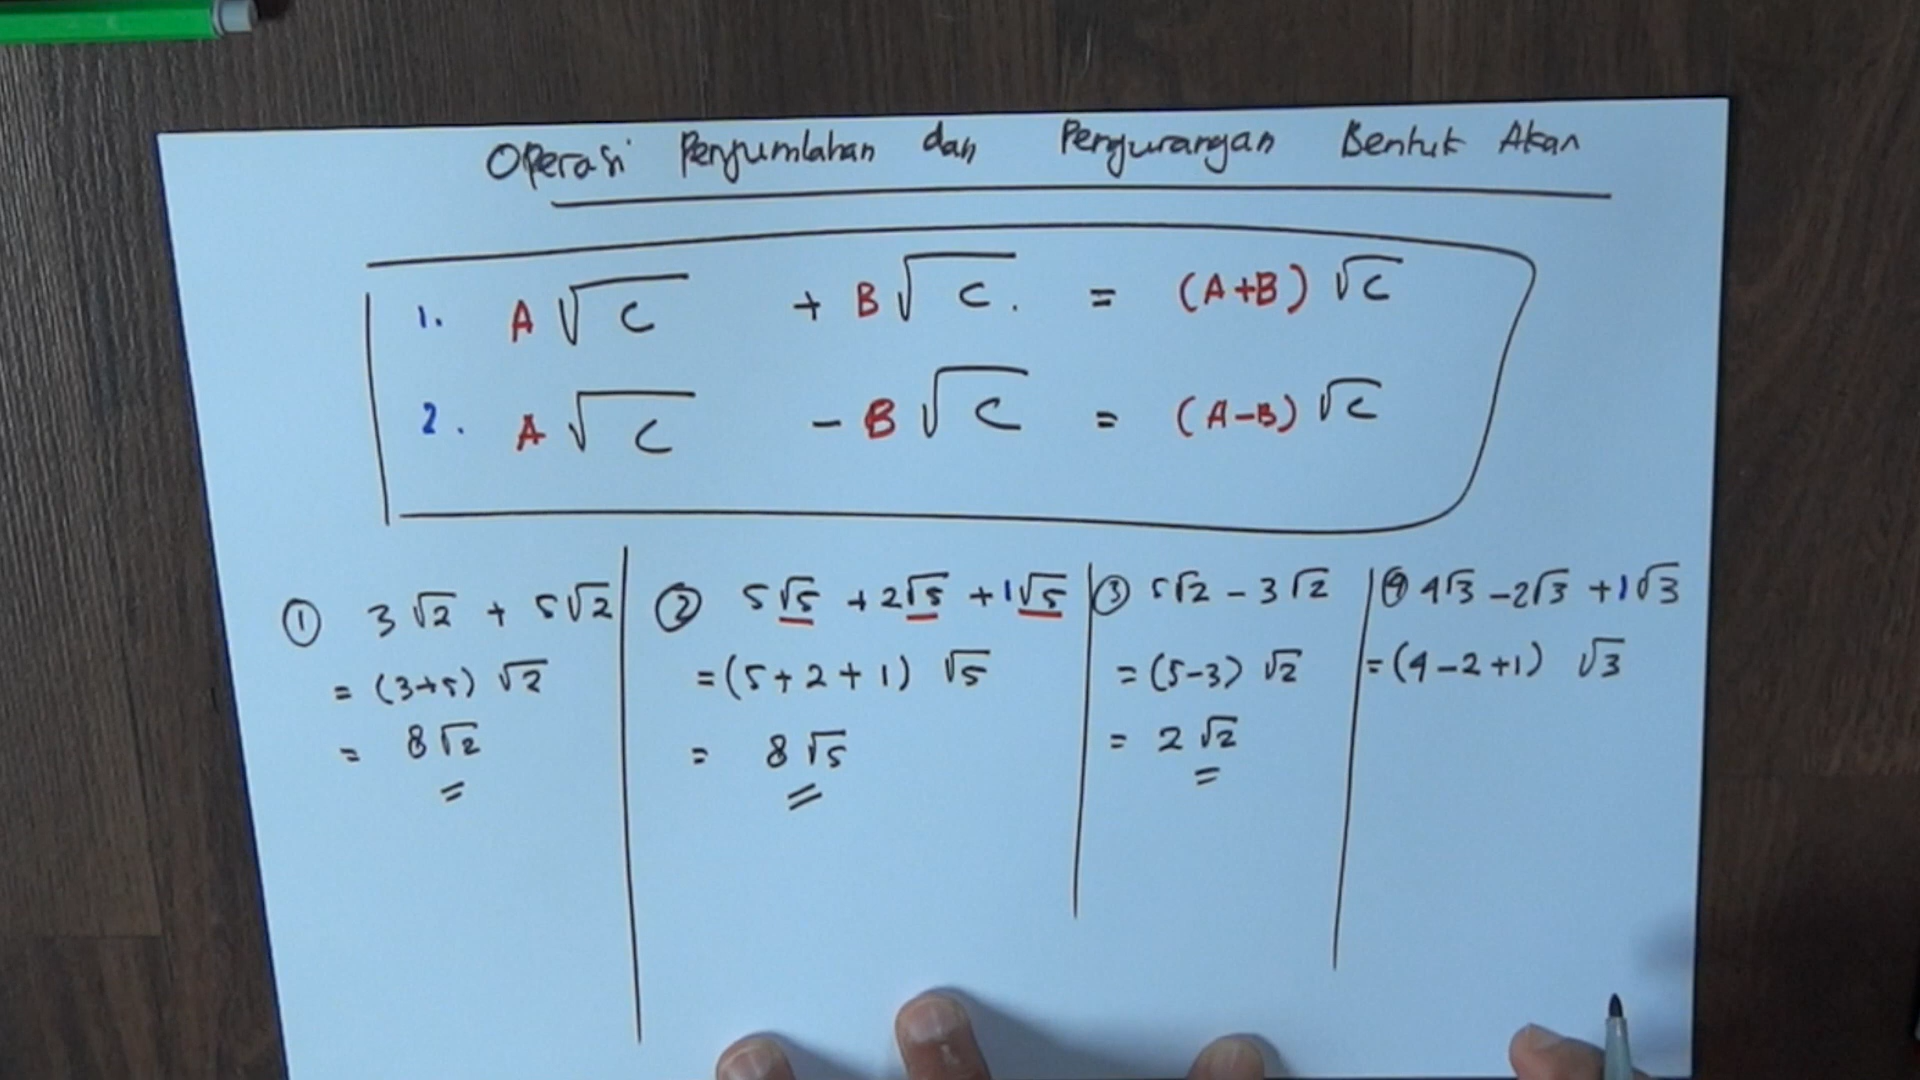 Operasi Penjumlahan dan Pengurangan Bentuk Akar
1. A√C + B√C. = (A+B) √C
2. A√C - B√C = (A-B) √C
① 3√2 + 5√2
= (3+5) √2
= 8√2
② 5√5 + 2√5 + 1√5
= (5+2+1) √5
= 8√5
③ 5√2 - 3√2
= (5-3) √2
= 2√2
④ 4√3 - 2√3 + 1√3
= (4-2+1) √3